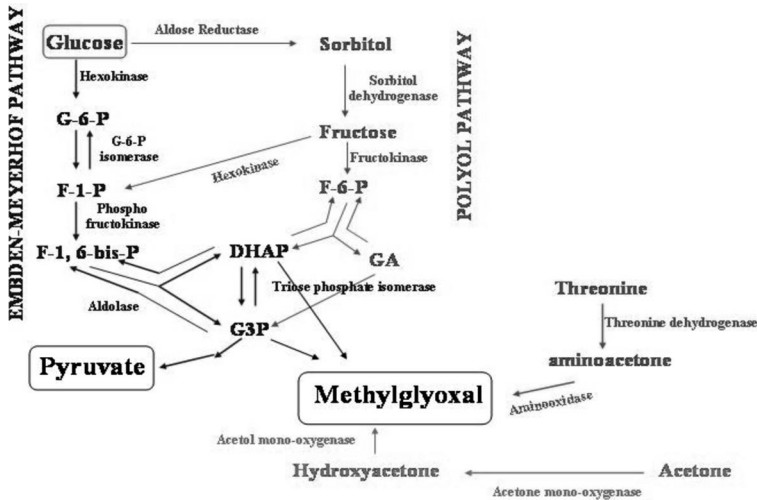 EMBDEN-MEYERHOF PATHWAY
Glucose
Aldose Reductase
Sorbitol
POLYOL PATHWAY
Hexokinase
Sorbitol
dehydrogenase
G-6-P
G-6-P
isomerase
Fructose
Hexokinase
Fructokinase
F-1-P
F-6-P
Phospho
fructokinase
F-1, 6-bis-P
DHAP
GA
Aldolase
Triose phosphate isomerase
Threonine
G3P
Threonine dehydrogenase
Pyruvate
aminoacetone
Methylglyoxal
Aminooxidase
Acetol mono-oxygenase
Hydroxyacetone
Acetone
Acetone mono-oxygenase